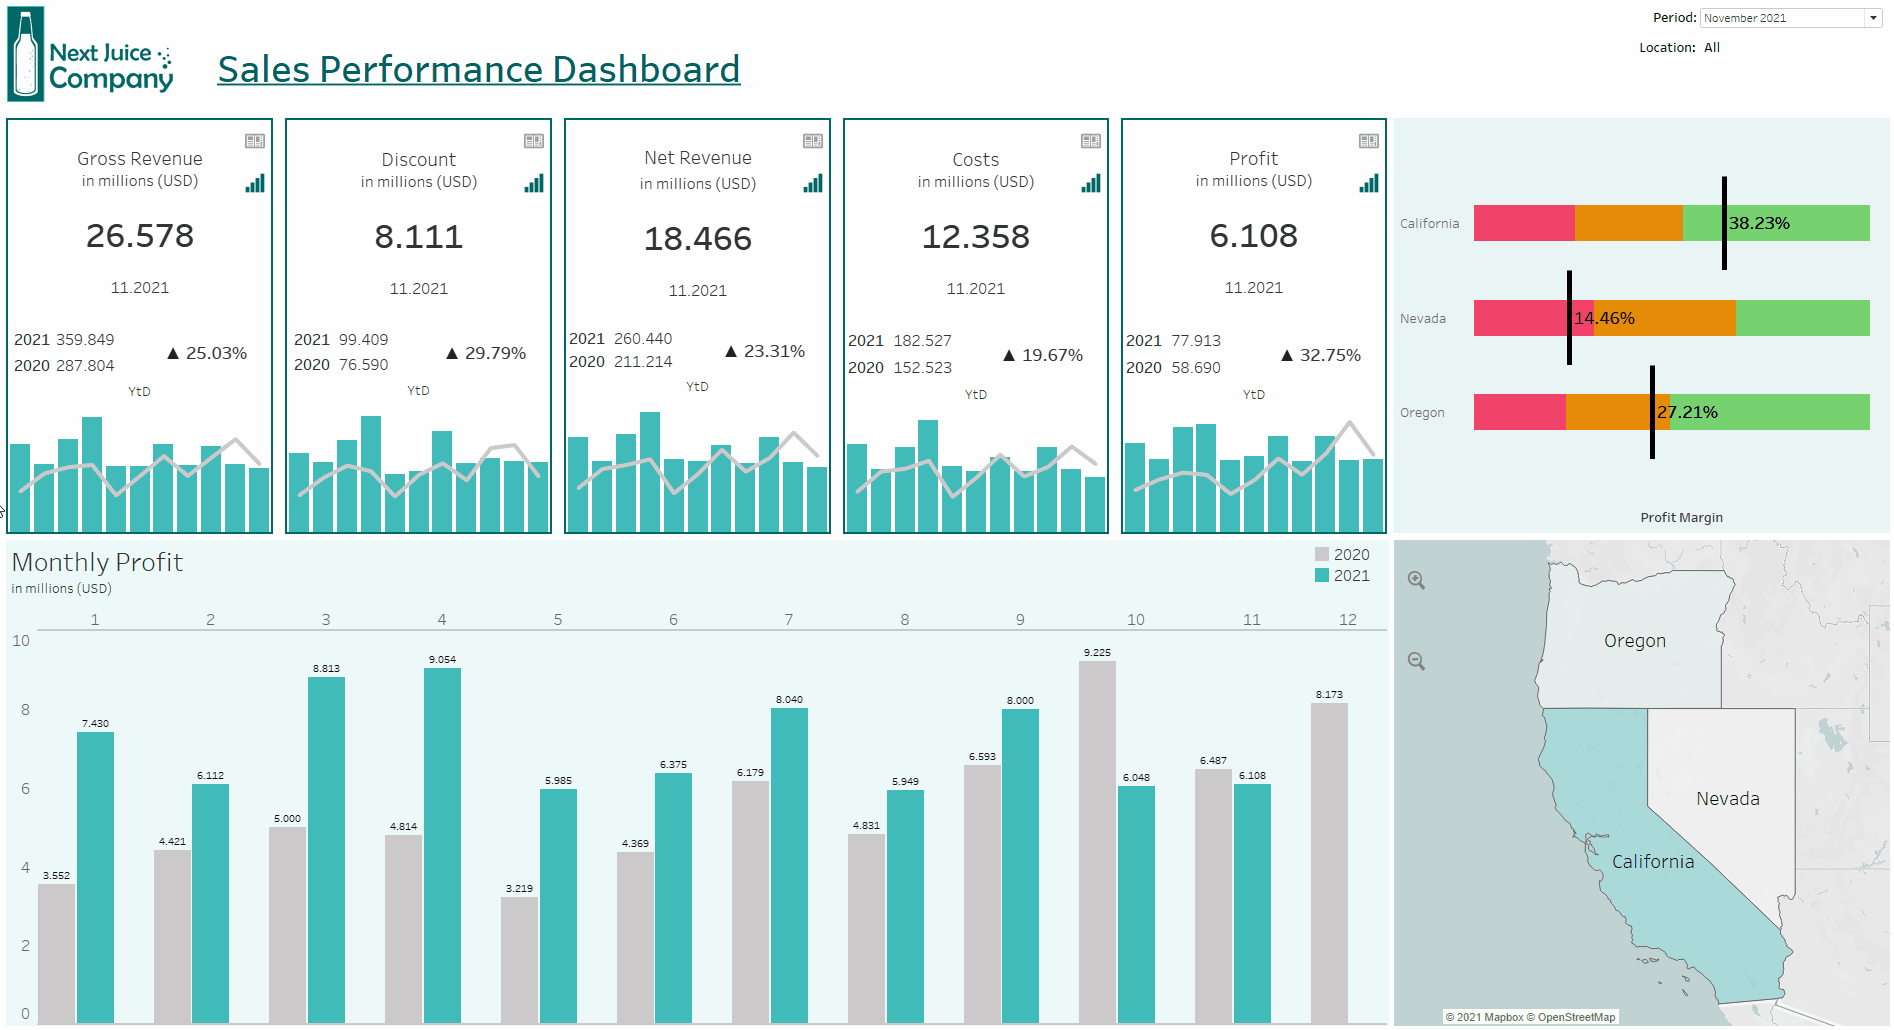 Next Juice
Company
Sales Performance Dashboard
Period: November 2021
Location: All
Gross Revenue
in millions (USD)
26.578
11.2021
2021 359.849
2020 287.804
▲ 25.03%
YtD
Discount
in millions (USD)
8.111
11.2021
2021 99.409
2020 76.590
▲ 29.79%
YtD
Net Revenue
in millions (USD)
18.466
11.2021
2021 260.440
2020 211.214
▲ 23.31%
YtD
Costs
in millions (USD)
12.358
11.2021
2021 182.527
2020 152.523
▲ 19.67%
YtD
Profit
in millions (USD)
6.108
11.2021
2021 77.913
2020 58.690
▲ 32.75%
YtD
California 38.23%
Nevada 14.46%
Oregon 27.21%
Profit Margin
Monthly Profit
in millions (USD)
2020
2021
1 2 3 4 5 6 7 8 9 10 11 12
10
8
6
4
2
0
3.552 7.430
4.421 6.112
5.000 8.813
4.814 9.054
3.219 5.985
4.369 6.375
6.179 8.040
4.831 5.949
6.593 8.000
9.225 6.048
6.487 6.108
8.173
Oregon
Nevada
California
© 2021 Mapbox © OpenStreetMap